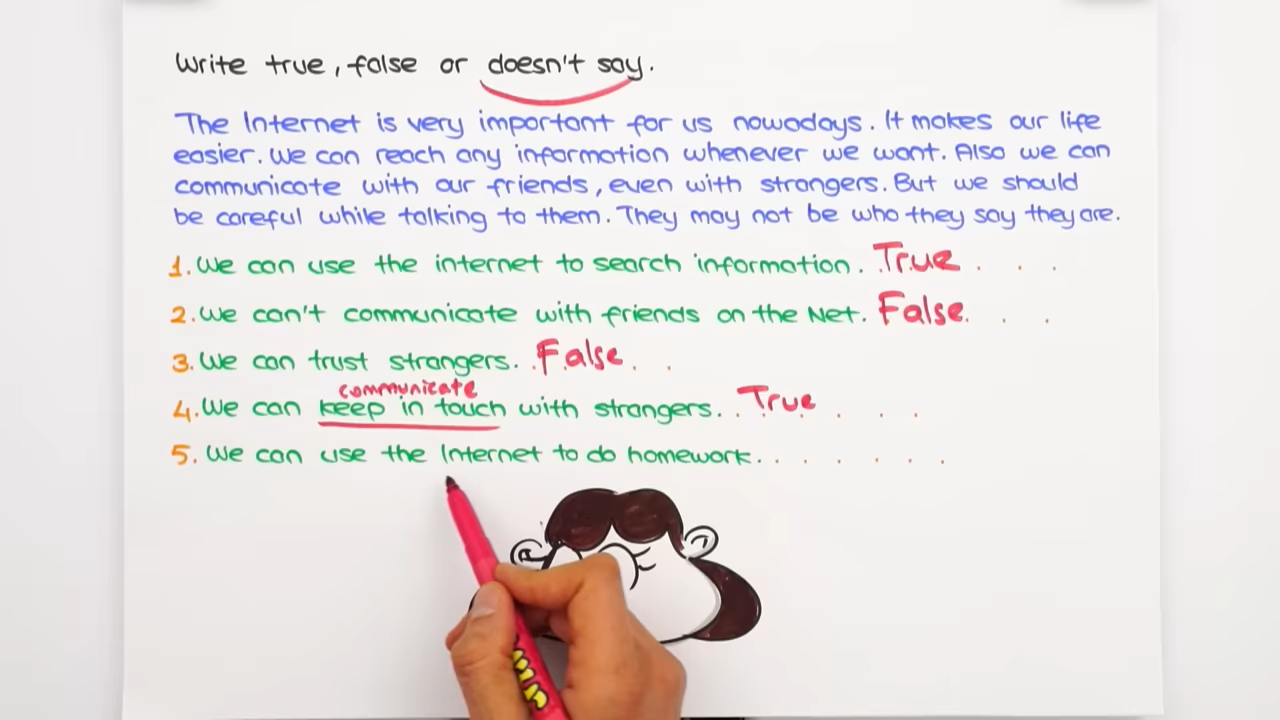 Write true, false or doesn't say.
The Internet is very important for us nowadays. It makes our life
easier. We can reach any information whenever we want. Also we can
communicate with our friends, even with strangers. But we should
be careful while talking to them. They may not be who they say they are.
1. We can use the internet to search information. True
2. We can't communicate with friends on the Net. False
3. We can trust strangers. False
communicate
4. We can keep in touch with strangers. True
5. We can use the Internet to do homework.